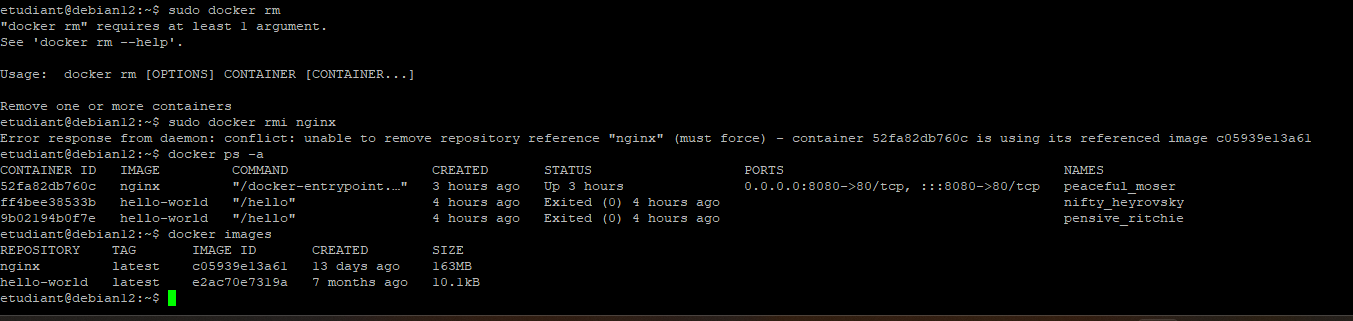 etudiant@debian12:~$ sudo docker rm
"docker rm" requires at least 1 argument.
See 'docker rm --help'.
Usage:  docker rm [OPTIONS] CONTAINER [CONTAINER...]
Remove one or more containers
etudiant@debian12:~$ sudo docker rmi nginx
Error response from daemon: conflict: unable to remove repository reference "nginx" (must force) - container 52fa82db760c is using its referenced image c05939e13a61
etudiant@debian12:~$ docker ps -a
CONTAINER ID   IMAGE         COMMAND                  CREATED       STATUS                   PORTS                                   NAMES
52fa82db760c   nginx         "/docker-entrypoint.…"   3 hours ago   Up 3 hours               0.0.0.0:8080->80/tcp, :::8080->80/tcp   peaceful_moser
ff4bee38533b   hello-world   "/hello"                 4 hours ago   Exited (0) 4 hours ago                                           nifty_heyrovsky
9b02194b0f7e   hello-world   "/hello"                 4 hours ago   Exited (0) 4 hours ago                                           pensive_ritchie
etudiant@debian12:~$ docker images
REPOSITORY    TAG       IMAGE ID       CREATED        SIZE
nginx         latest    c05939e13a61   13 days ago    163MB
hello-world   latest    e2ac70e7319a   7 months ago   10.1kB
etudiant@debian12:~$